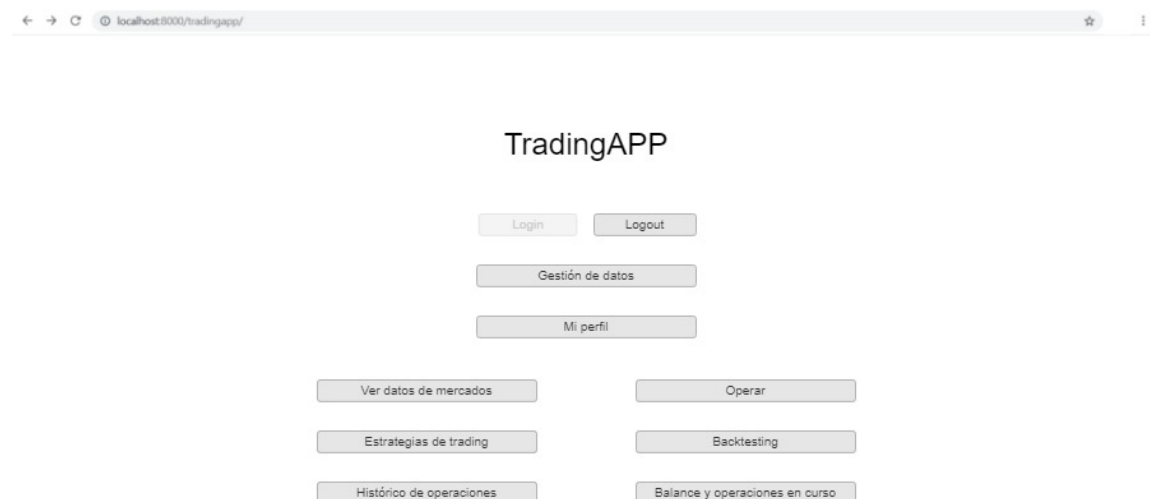 localhost:8000/tradingapp/
TradingAPP
Login Logout
Gestión de datos
Mi perfil
Ver datos de mercados Operar
Estrategias de trading Backtesting
Histórico de operaciones Balance y operaciones en curso